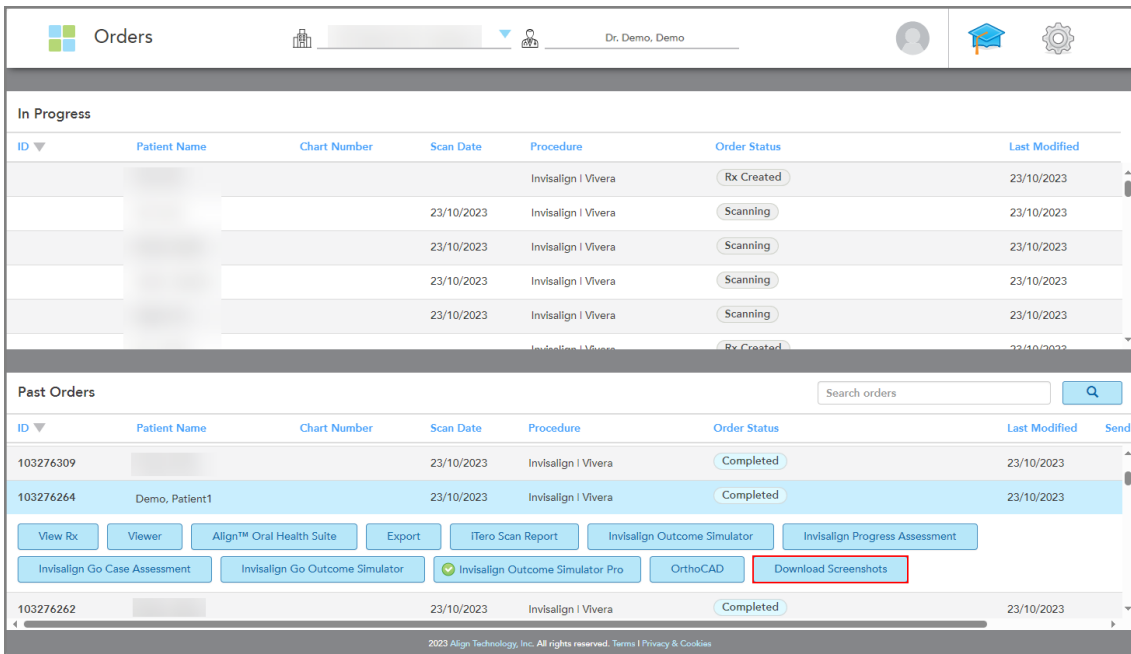 Orders Dr. Demo, Demo
In Progress
ID Patient Name Chart Number Scan Date Procedure Order Status Last Modified
Invisalign | Vivera Rx Created 23/10/2023
23/10/2023 Invisalign | Vivera Scanning 23/10/2023
23/10/2023 Invisalign | Vivera Scanning 23/10/2023
23/10/2023 Invisalign | Vivera Scanning 23/10/2023
23/10/2023 Invisalign | Vivera Scanning 23/10/2023
Invisalign | Vivera Rx Created 23/10/2023
Past Orders Search orders
ID Patient Name Chart Number Scan Date Procedure Order Status Last Modified Send
103276309 23/10/2023 Invisalign | Vivera Completed 23/10/2023
103276264 Demo, Patient1 23/10/2023 Invisalign | Vivera Completed 23/10/2023
View Rx Viewer Align™ Oral Health Suite Export iTero Scan Report Invisalign Outcome Simulator Invisalign Progress Assessment
Invisalign Go Case Assessment Invisalign Go Outcome Simulator Invisalign Outcome Simulator Pro OrthoCAD Download Screenshots
103276262 23/10/2023 Invisalign | Vivera Completed 23/10/2023
2023 Align Technology, Inc. All rights reserved. Terms | Privacy & Cookies